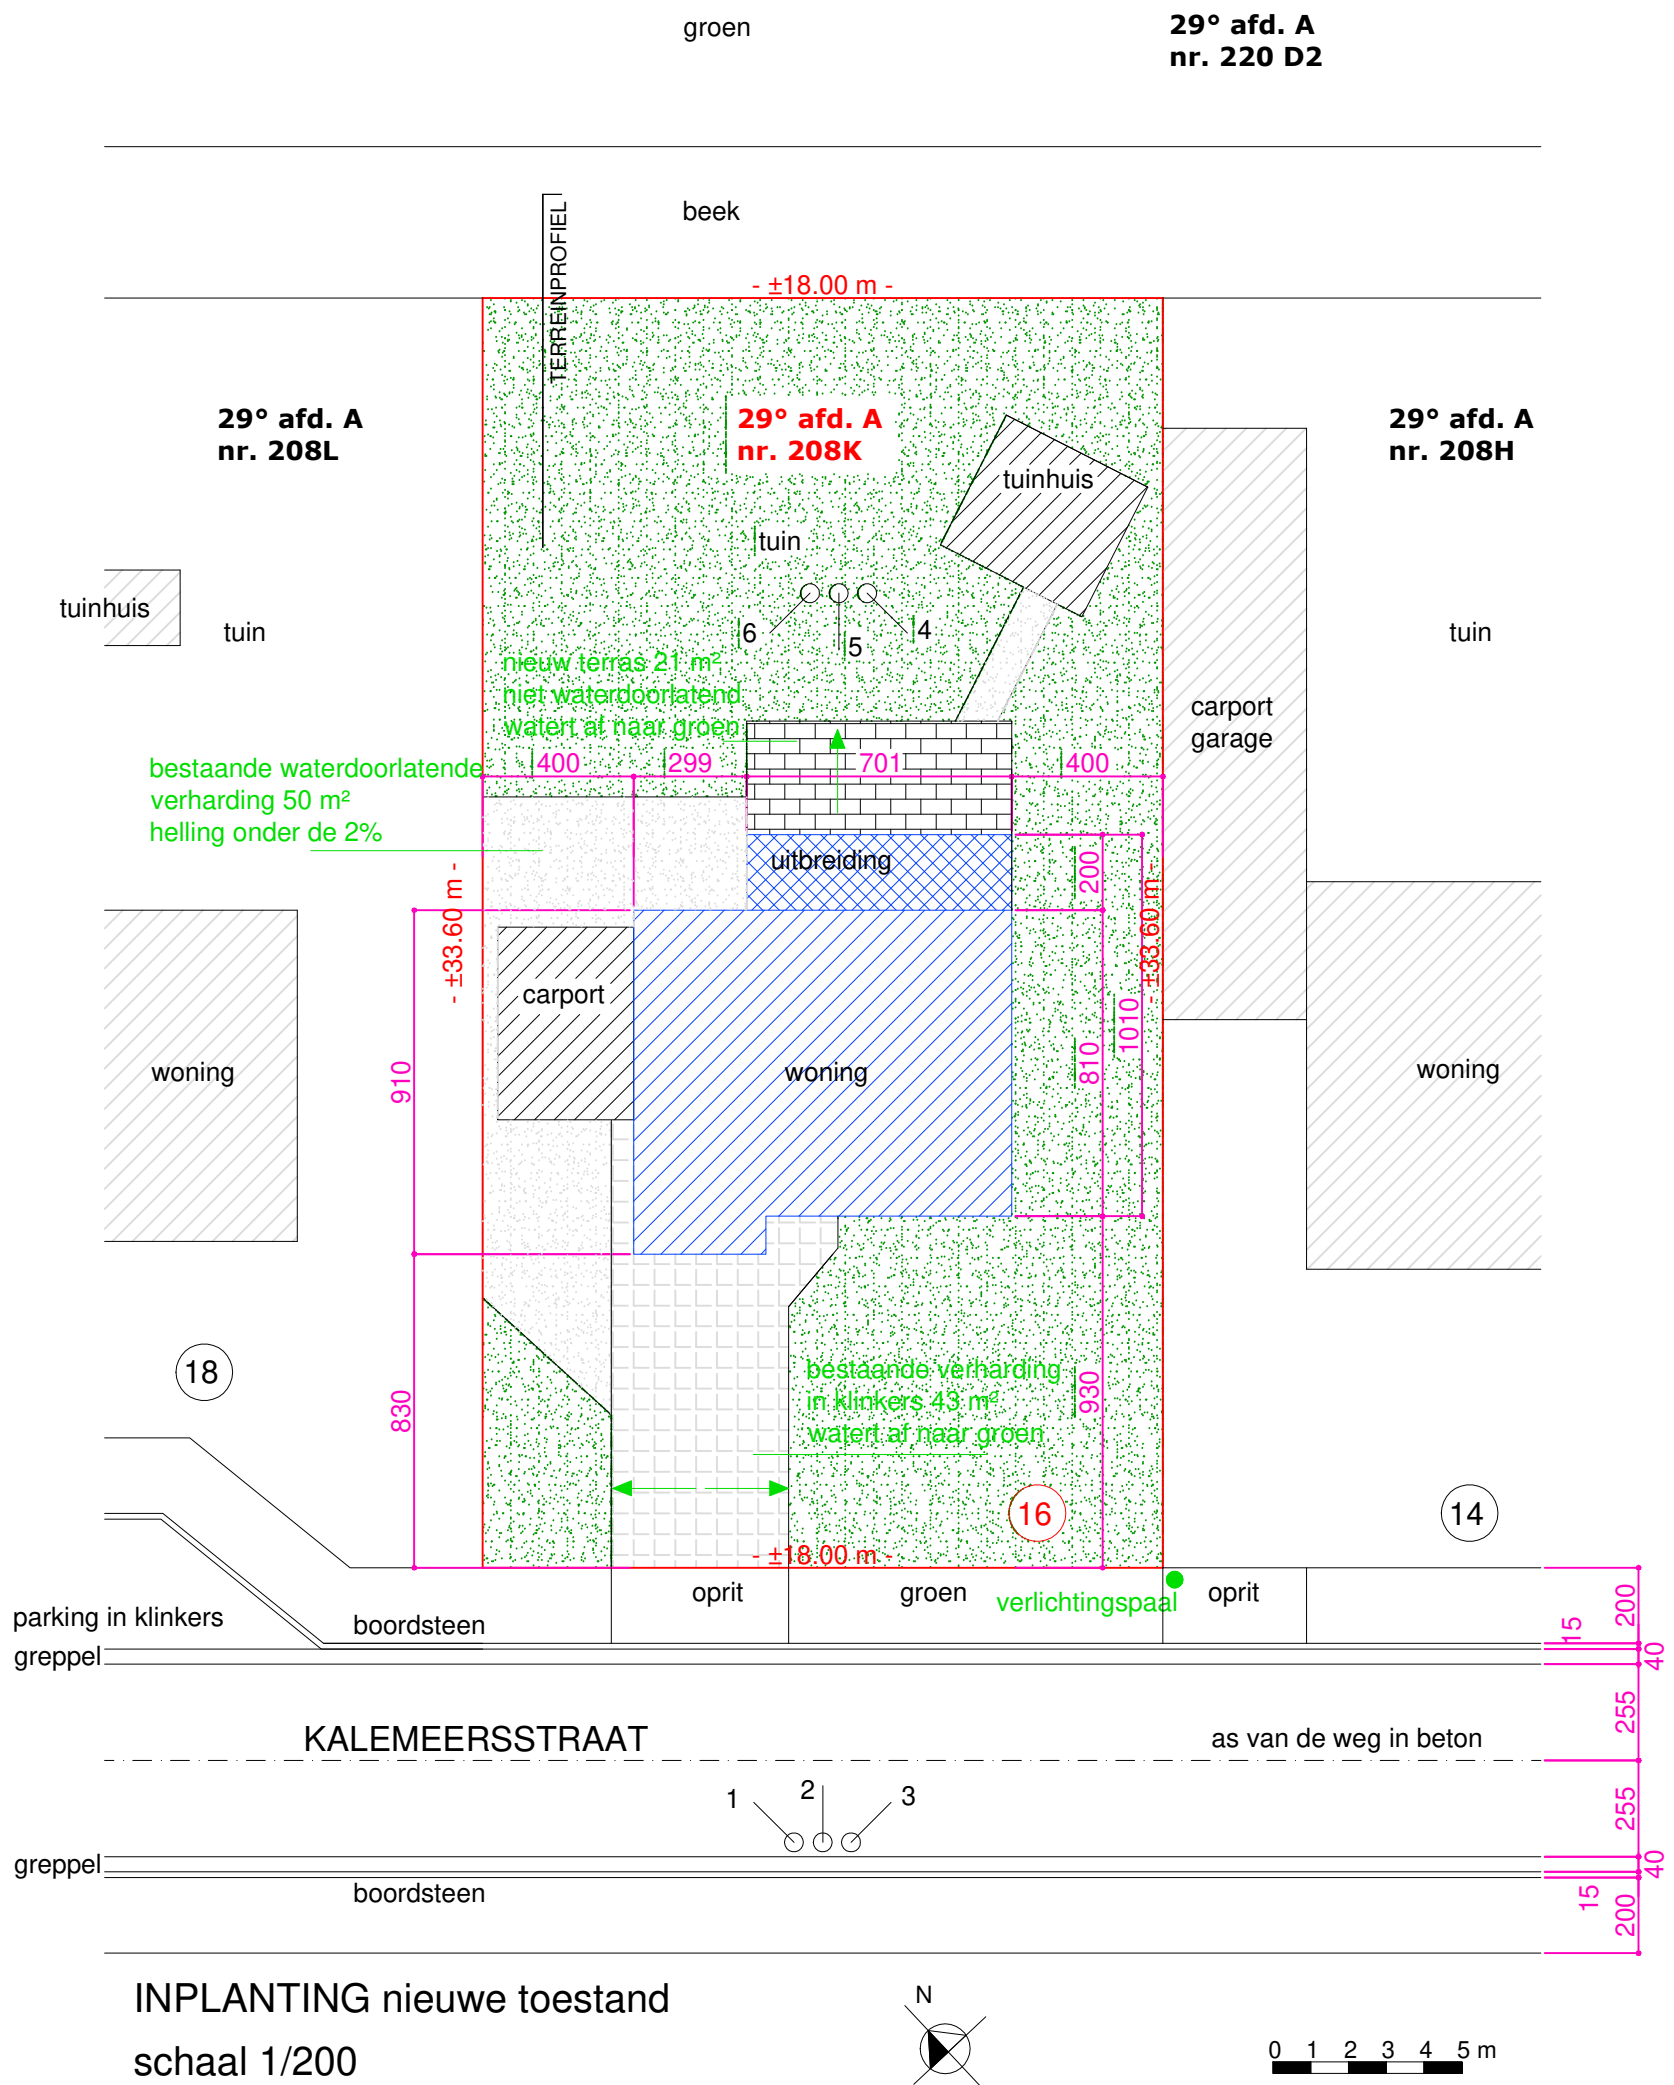 groen
29° afd. A
nr. 220 D2
beek
TERREINPROFIEL
- ±18.00 m -
29° afd. A
nr. 208L
29° afd. A
nr. 208K
29° afd. A
nr. 208H
tuinhuis
tuin
tuinhuis
tuin
tuin
6
5
4
nieuw terras 21 m²
niet waterdoorlatend
watert af naar groen
carport
garage
400
299
701
400
bestaande waterdoorlatende
verharding 50 m²
helling onder de 2%
uitbreiding
200
- ±33.60 m -
- ±33.60 m -
carport
1010
810
910
woning
woning
woning
18
830
bestaande verharding
in klinkers 43 m²
watert af naar groen
930
16
14
- ±18.00 m -
oprit
groen
verlichtingspaal
oprit
parking in klinkers
boordsteen
greppel
200
15
40
255
KALEMEERSSTRAAT
as van de weg in beton
1
2
3
255
greppel
40
boordsteen
15
200
INPLANTING nieuwe toestand
schaal 1/200
N
0 1 2 3 4 5 m